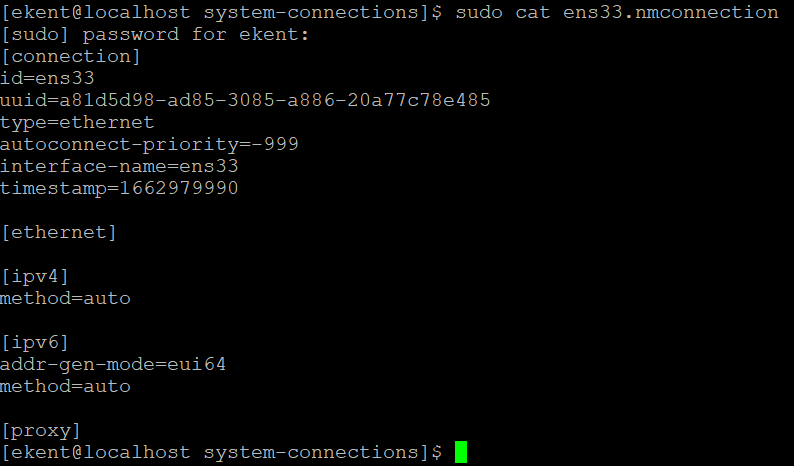 [ekent@localhost system-connections]$ sudo cat ens33.nmconnection
[sudo] password for ekent:
[connection]
id=ens33
uuid=a81d5d98-ad85-3085-a886-20a77c78e485
type=ethernet
autoconnect-priority=-999
interface-name=ens33
timestamp=1662979990
[ethernet]
[ipv4]
method=auto
[ipv6]
addr-gen-mode=eui64
method=auto
[proxy]
[ekent@localhost system-connections]$